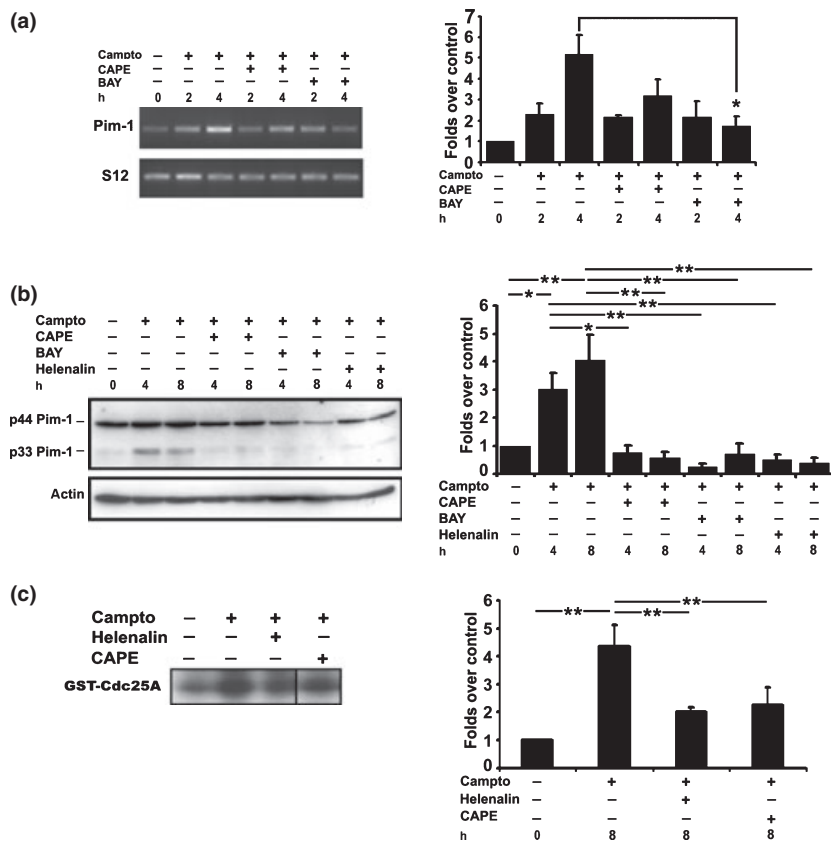 (a)
Campto – + + + + + +
CAPE – – – + + – –
BAY – – – – – + +
h 0 2 4 2 4 2 4
Pim-1
S12
Folds over control
7
6
5
4
3
2
1
0
*
Campto – + + + + + +
CAPE – – – + + – –
BAY – – – – – + +
h 0 2 4 2 4 2 4
(b)
Campto – + + + + + + + +
CAPE – – – + + – – – –
BAY – – – – – + + – –
Helenalin – – – – – – – + +
h 0 4 8 4 8 4 8 4 8
p44 Pim-1 –
p33 Pim-1 –
Actin
**
** **
* **
**
**
*
Folds over control
6
5
4
3
2
1
0
Campto – + + + + + + + +
CAPE – – – + + – – – –
BAY – – – – – + + – –
Helenalin – – – – – – – + +
h 0 4 8 4 8 4 8 4 8
(c)
Campto – + + +
Helenalin – – + –
CAPE – – – +
GST-Cdc25A
**
** **
Folds over control
6
5
4
3
2
1
0
Campto – + + +
Helenalin – – + –
CAPE – – – +
h 0 8 8 8